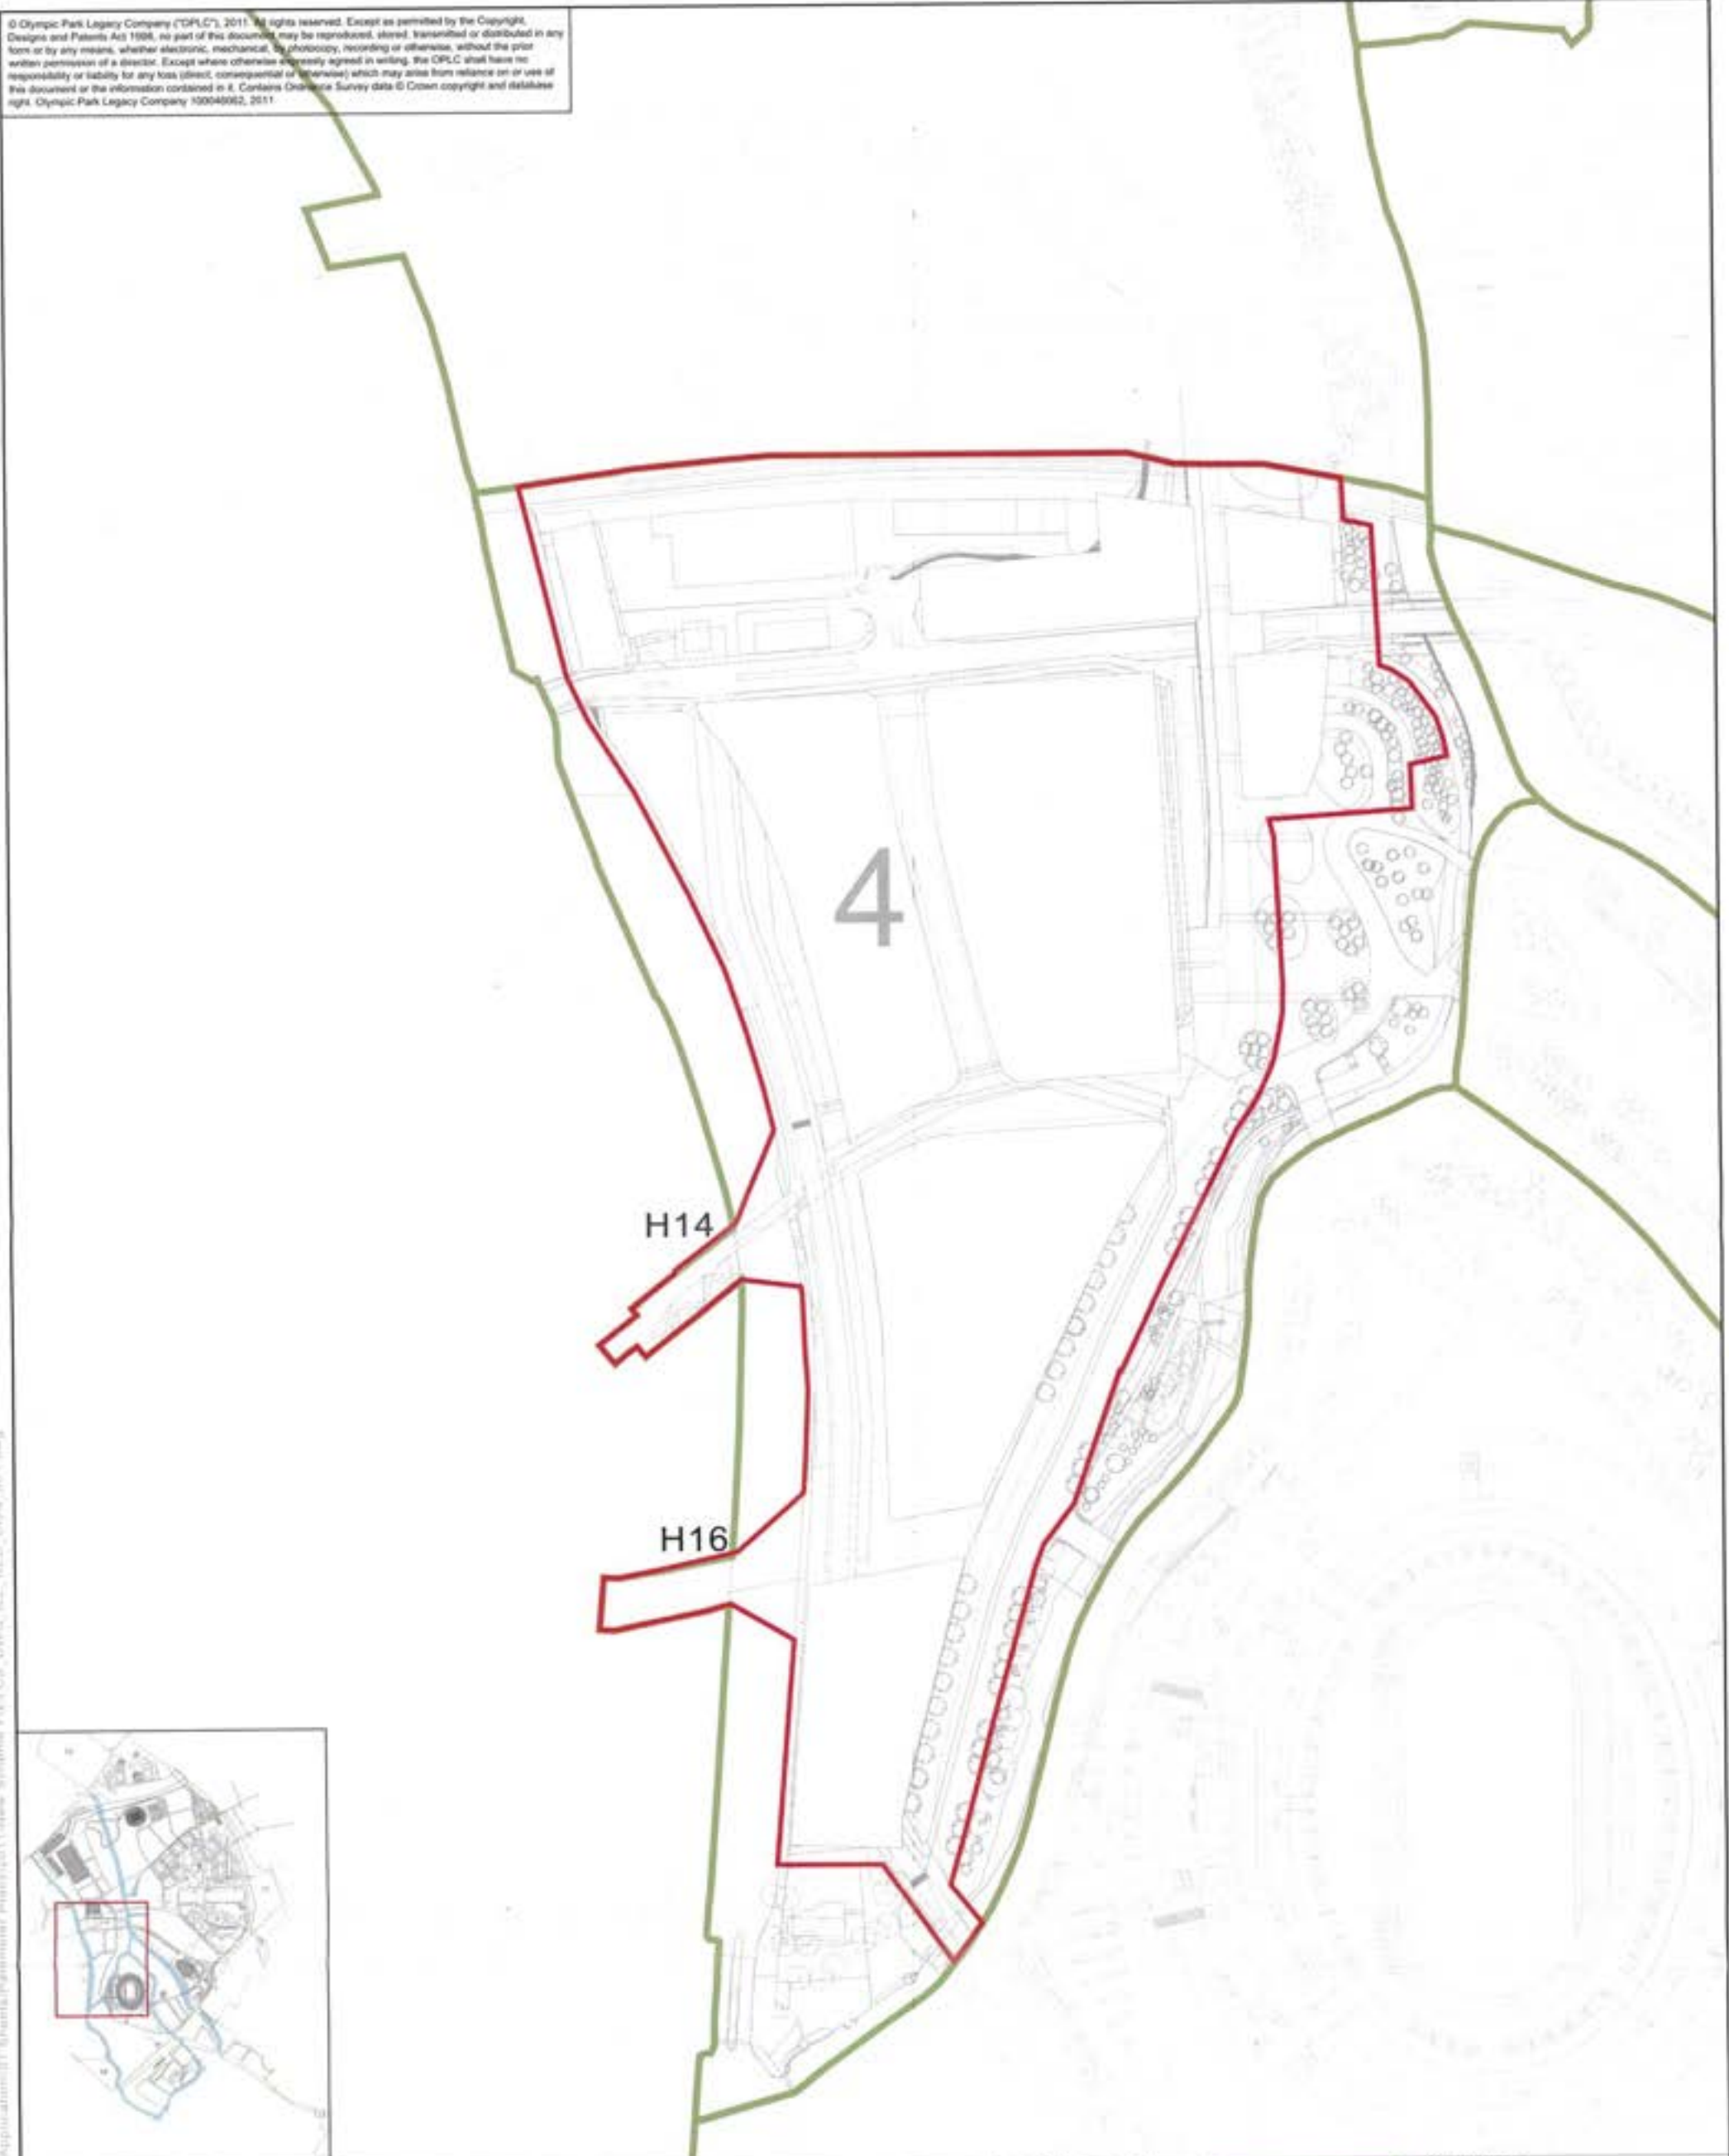 © Olympic Park Legacy Company ("OPLC"), 2011. All rights reserved. Except as permitted by the Copyright,
Designs and Patents Act 1988, no part of this document may be reproduced, stored, transmitted or distributed in any
form or by any means, whether electronic, mechanical, by photocopy, recording or otherwise, without the prior
written permission of a director. Except where otherwise expressly agreed in writing, the OPLC shall have no
responsibility or liability for any loss (direct, consequential or otherwise) which may arise from reliance on or use of
this document or the information contained in it. Contains Ordnance Survey data © Crown copyright and database
right. Olympic Park Legacy Company 100048062, 2011
4
H14
H16